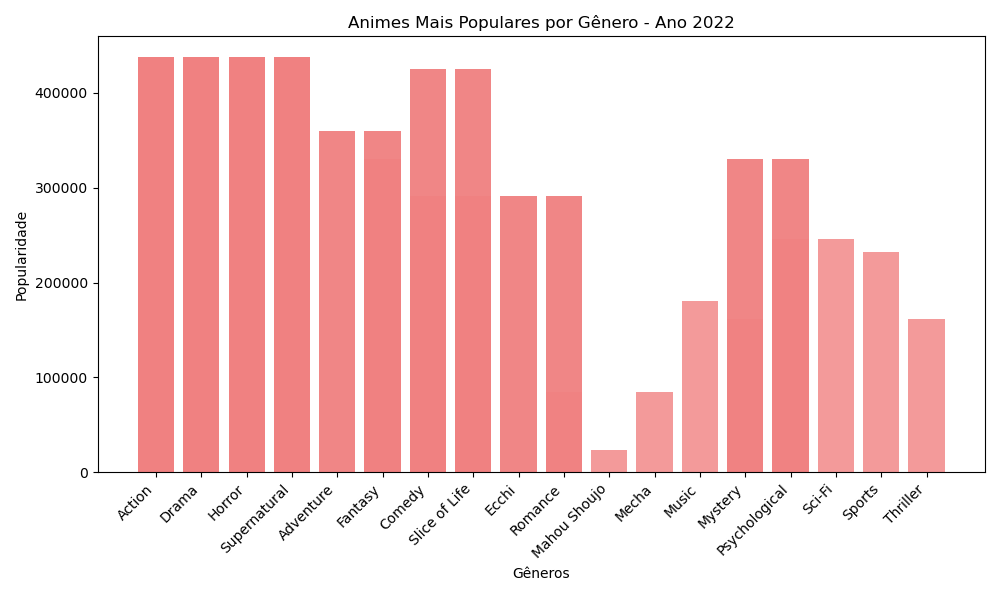 Animes Mais Populares por Gênero - Ano 2022
Popularidade
400000
300000
200000
100000
0
Action
Drama
Horror
Supernatural
Adventure
Fantasy
Comedy
Slice of Life
Ecchi
Romance
Mahou Shoujo
Mecha
Music
Mystery
Psychological
Sci-Fi
Sports
Thriller
Gêneros